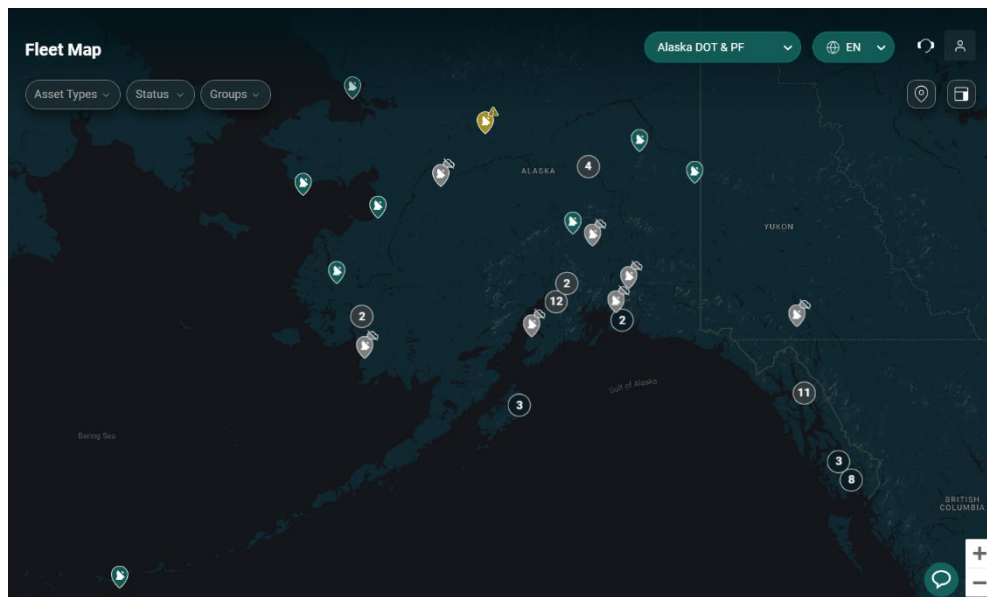 Fleet Map
Alaska DOT & PF
EN
Asset Types
Status
Groups
4
ALASKA
YUKON
2
12
2
2
Gulf of Alaska
11
3
Bering Sea
3
8
BRITISH
COLUMBIA
+
−